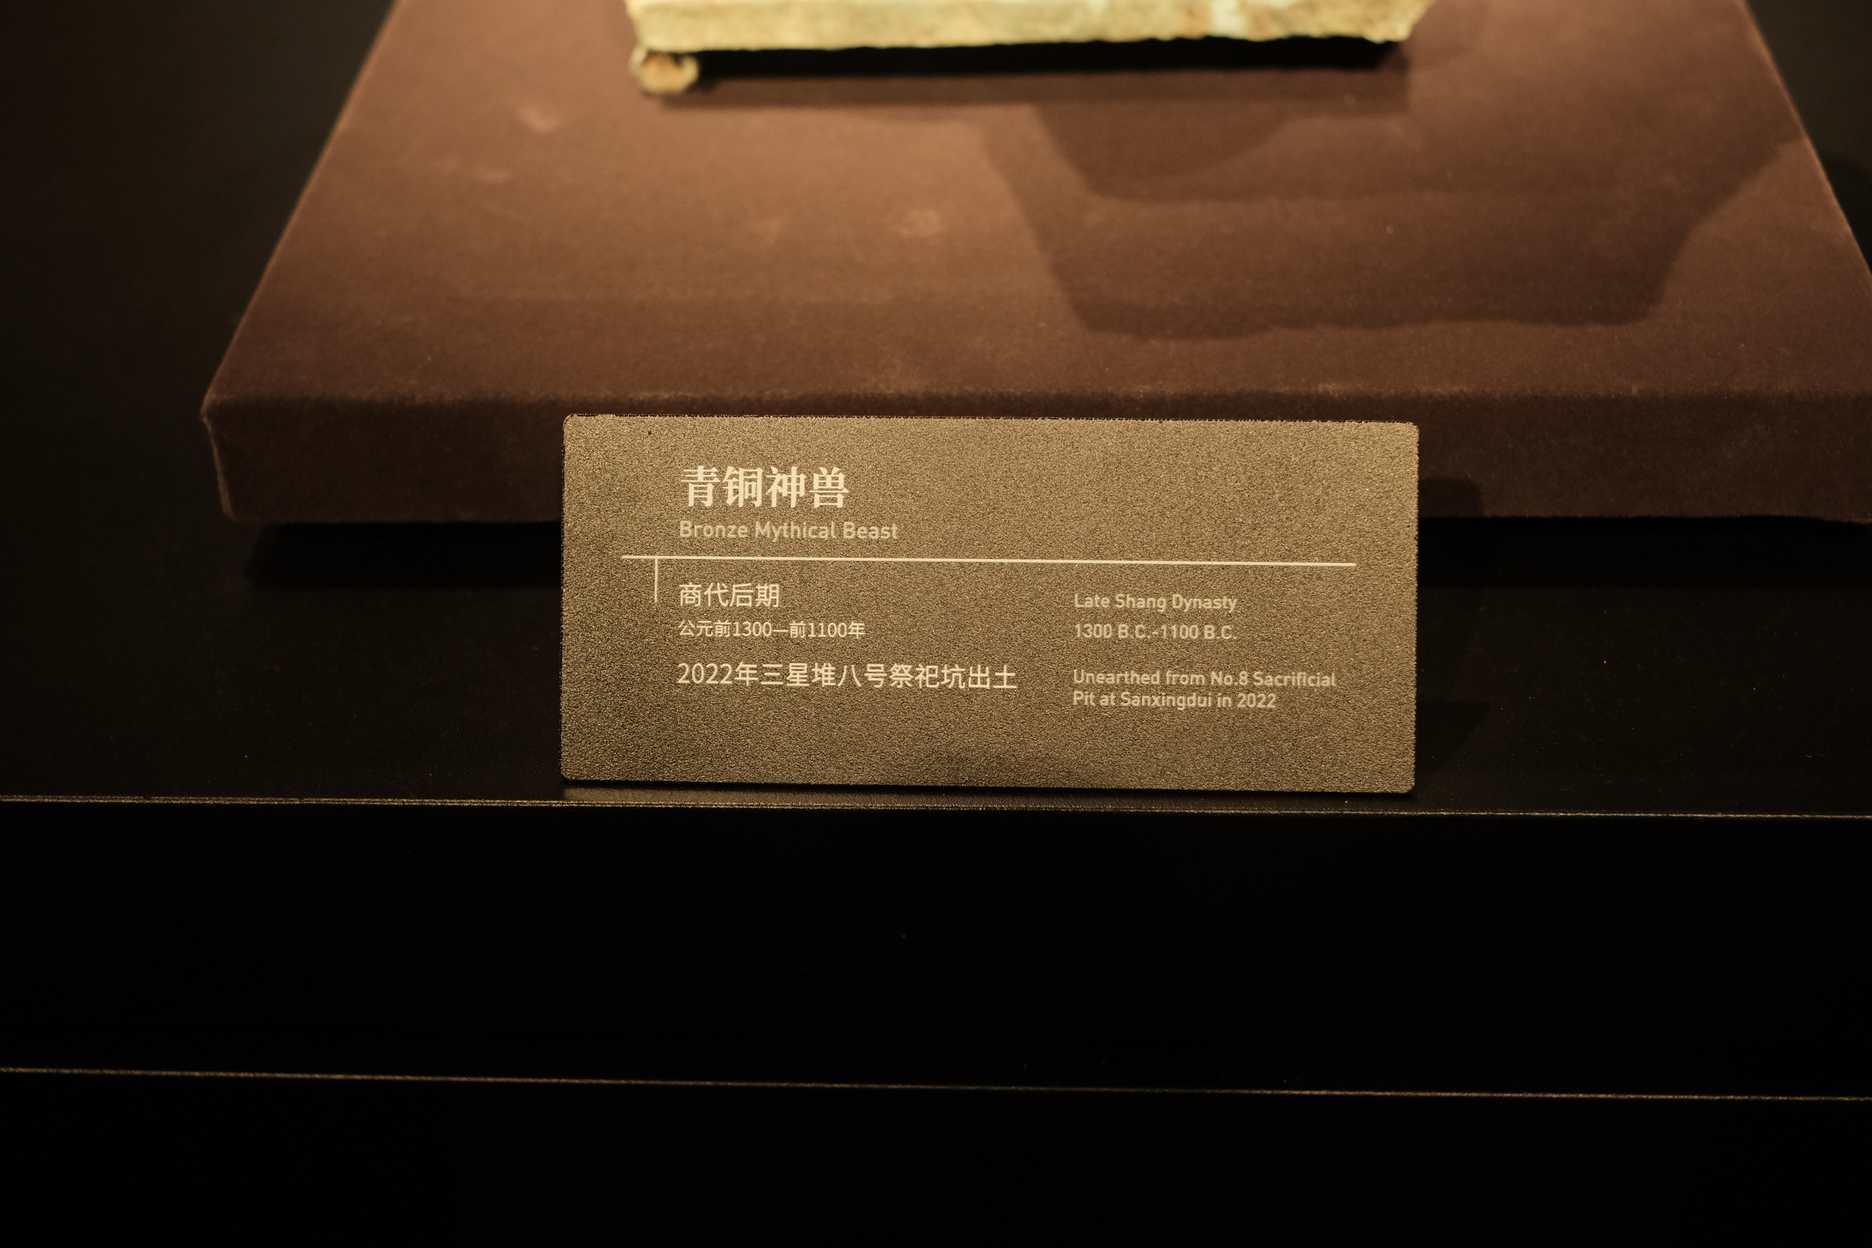 青铜神兽
Bronze Mythical Beast
商代后期
公元前1300—前1100年
2022年三星堆八号祭祀坑出土
Late Shang Dynasty
1300 B.C.-1100 B.C.
Unearthed from No.8 Sacrificial
Pit at Sanxingdui in 2022